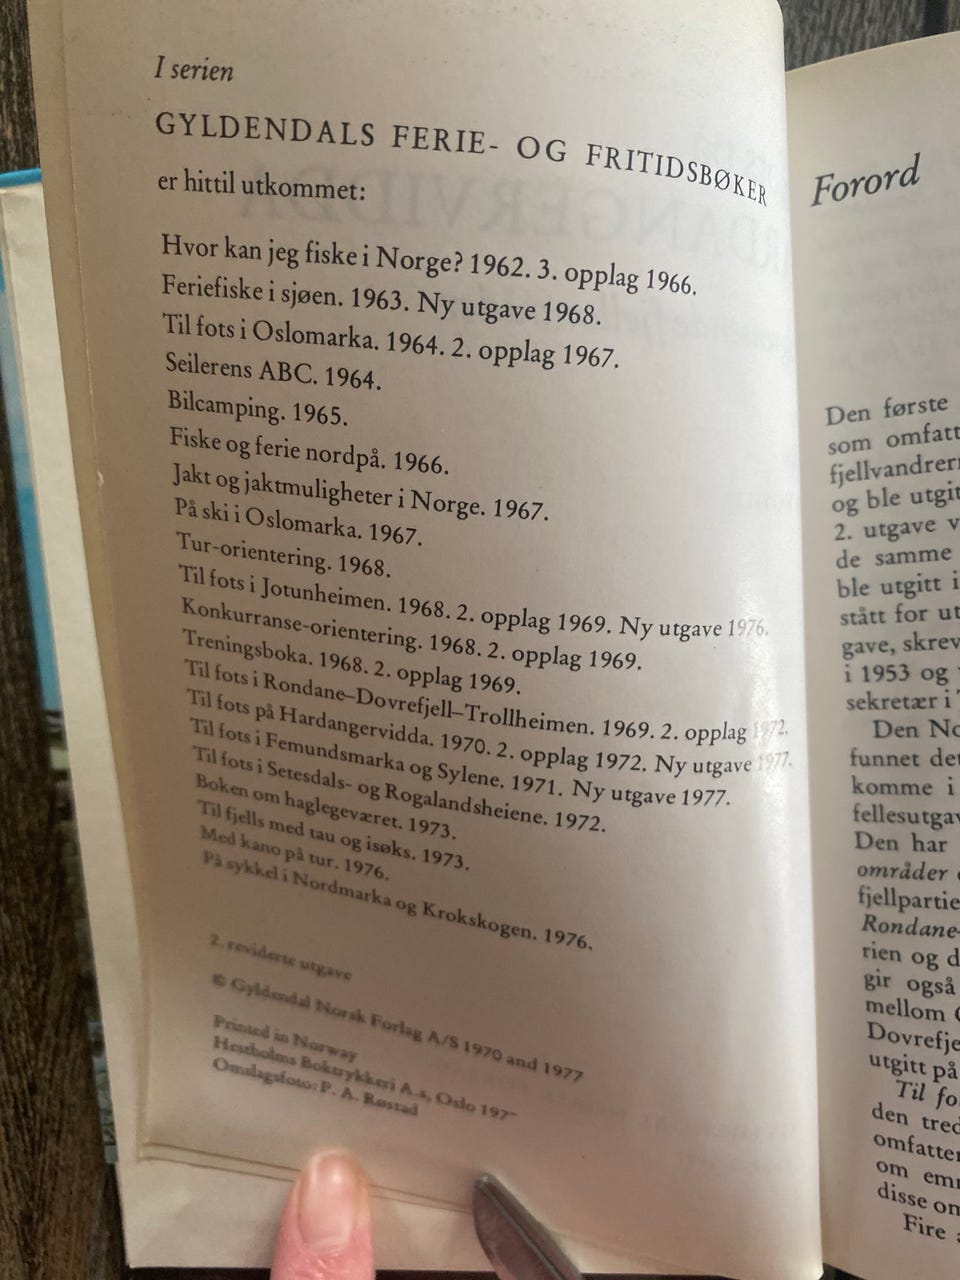 I serien
GYLDENDALS FERIE- OG FRITIDSBØKER
er hittil utkommet:
Hvor kan jeg fiske i Norge? 1962. 3. opplag 1966.
Feriefiske i sjøen. 1963. Ny utgave 1968.
Til fots i Oslomarka. 1964. 2. opplag 1967.
Seilerens ABC. 1964.
Bilcamping. 1965.
Fiske og ferie nordpå. 1966.
Jakt og jaktmuligheter i Norge. 1967.
På ski i Oslomarka. 1967.
Tur-orientering. 1968.
Til fots i Jotunheimen. 1968. 2. opplag 1969. Ny utgave 1976.
Konkurranse-orientering. 1968. 2. opplag 1969.
Treningsboka. 1968. 2. opplag 1969.
Til fots i Rondane–Dovrefjell–Trollheimen. 1969. 2. opplag 1972.
Til fots på Hardangervidda. 1970. 2. opplag 1972. Ny utgave 1977.
Til fots i Femundsmarka og Sylene. 1971. Ny utgave 1977.
Til fots i Setesdals- og Rogalandsheiene. 1972.
Boken om haglegeværet. 1973.
Til fjells med tau og isøks. 1973.
Med kano på tur. 1976.
På sykkel i Nordmarka og Krokskogen. 1976.
2. reviderte utgave
© Gyldendal Norsk Forlag A/S 1970 and 1977
Printed in Norway
Hestholms Boktrykkeri A.s, Oslo
Omslagsfoto: P. A. Røstad
Forord
Den første
som omfatt
fjellvandrer
og ble utgit
2. utgave v
de samme
ble utgitt i
stått for ut
gave, skrev
i 1953 og
sekretær i
Den No
funnet det
komme i
fellesutgav
Den har
områder
fjellpartie
Rondane–
rien og d
gir også
mellom
Dovrefje
utgitt på
Til fo
den tred
omfatter
om emn
disse om
Fire